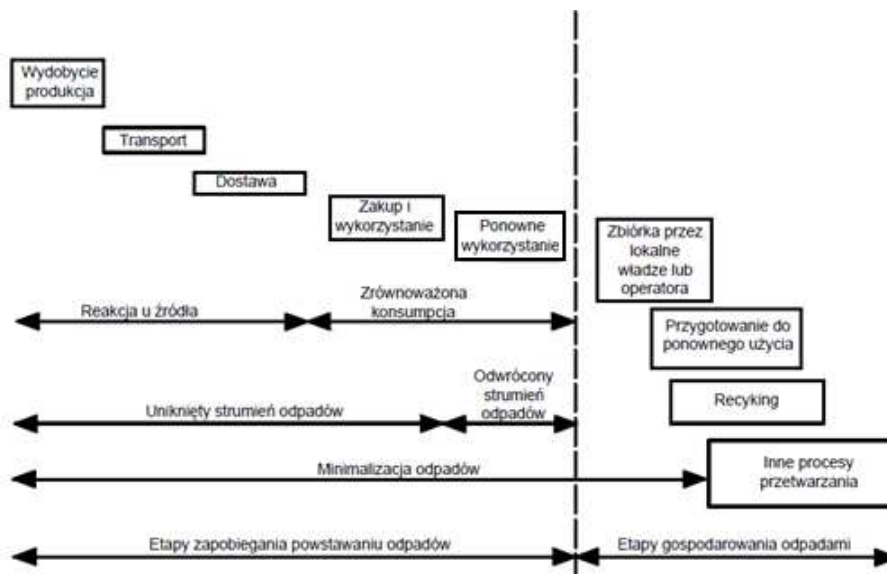 Wydobycie
produkcja
Transport
Dostawa
Zakup i
wykorzystanie
Ponowne
wykorzystanie
Zbiórka przez
lokalne
władze lub
operatora
Reakcja u źródła
Zrównoważona
konsumpcja
Przygotowanie do
ponownego użycia
Uniknięty strumień odpadów
Odwrócony
strumień
odpadów
Recyking
Minimalizacja odpadów
Inne procesy
przetwarzania
Etapy zapobiegania powstawaniu odpadów
Etapy gospodarowania odpadami